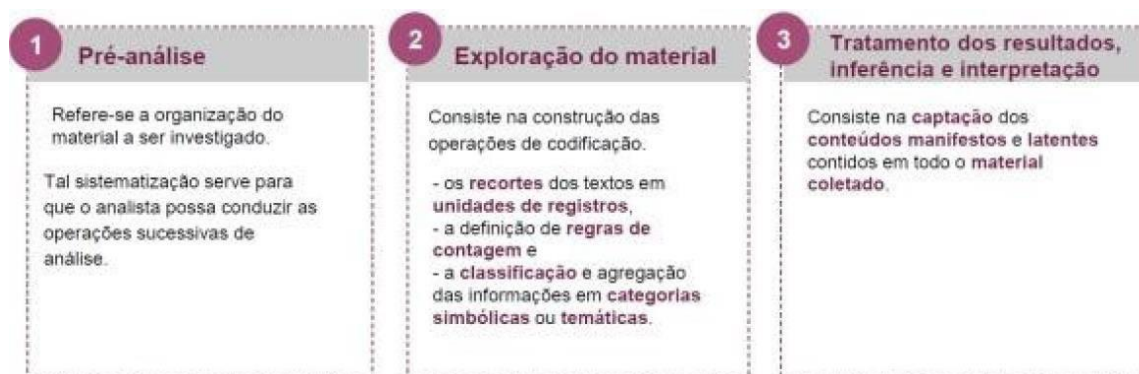 1
Pré-análise
Refere-se a organização do
material a ser investigado.
Tal sistematização serve para
que o analista possa conduzir as
operações sucessivas de
análise.
2
Exploração do material
Consiste na construção das
operações de codificação.
- os recortes dos textos em
unidades de registros,
- a definição de regras de
contagem e
- a classificação e agregação
das informações em categorias
simbólicas ou temáticas.
3
Tratamento dos resultados,
inferência e interpretação
Consiste na captação dos
conteúdos manifestos e latentes
contidos em todo o material
coletado.